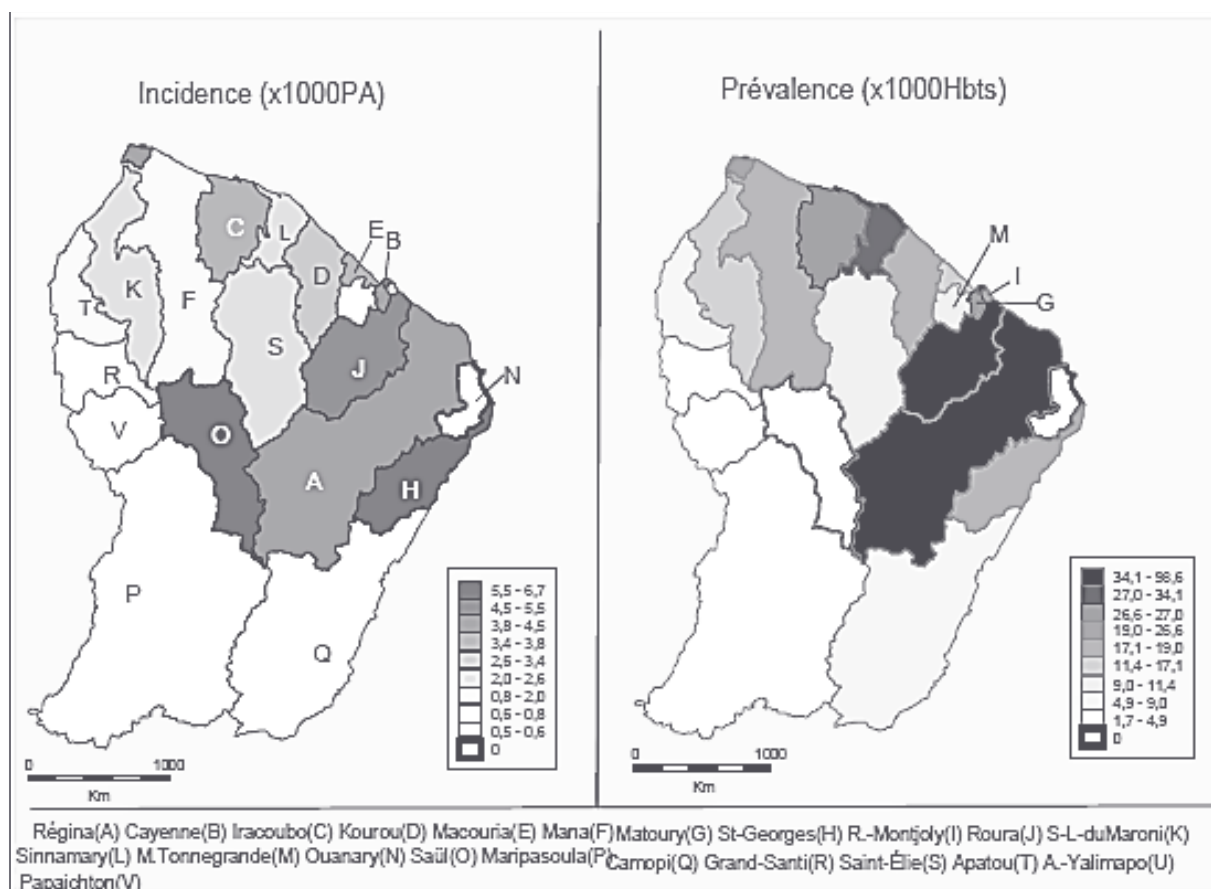 Incidence (x1000PA)
Prévalence (x1000Hbts)
E
B
C
L
D
M
I
G
K
T
F
S
J
R
V
O
N
A
H
P
Q
5,5 - 6,7
4,5 - 5,5
3,8 - 4,5
3,4 - 3,8
2,6 - 3,4
2,0 - 2,6
0,8 - 2,0
0,5 - 0,8
0,5 - 0,6
0
34,1 - 98,6
27,0 - 34,1
26,6 - 27,0
19,0 - 26,6
17,1 - 19,0
11,4 - 17,1
9,0 - 11,4
4,9 - 9,0
1,7 - 4,9
0
0 1000
Km
0 1000
Km
Régina(A) Cayenne(B) Iracoubo(C) Kourou(D) Macouria(E) Mana(F) Matoury(G) St-Georges(H) R.-Montjoly(I) Roura(J) S-L-duMaroni(K)
Sinnamary(L) M.Tonnegrande(M) Ouanary(N) Saül(O) Maripasoula(P) Camopi(Q) Grand-Santi(R) Saint-Élie(S) Apatou(T) A.-Yalimapo(U)
Papaichton(V)